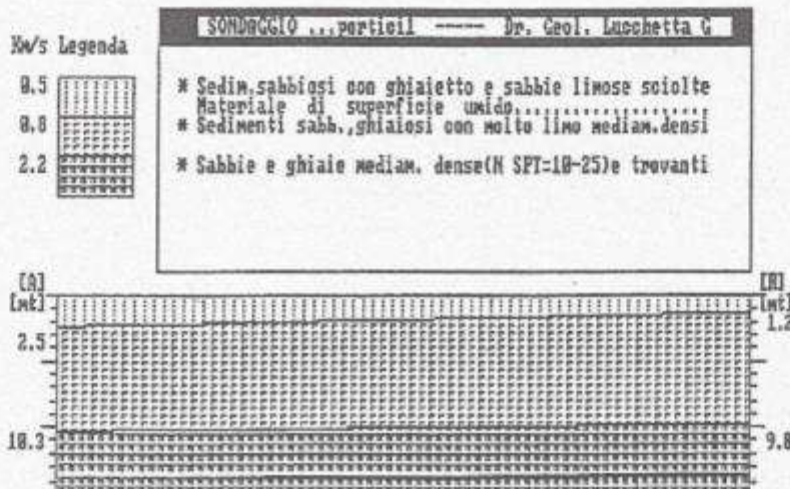 SONDAGGIO ...portici1 ----- Dr. Geol. Lucchetta G
Km/s Legenda
0.5
0.8
2.2
* Sedim.sabbiosi con ghiaietto e sabbie limose sciolte
Materiale di superficie umido...................
* Sedimenti sabb.,ghiaiosi con molto limo mediam.densi
* Sabbie e ghiaie mediam. dense(N SPT=10-25)e trovanti
[A]
[mt]
2.5
10.3
[B]
[mt]
1.2
9.8